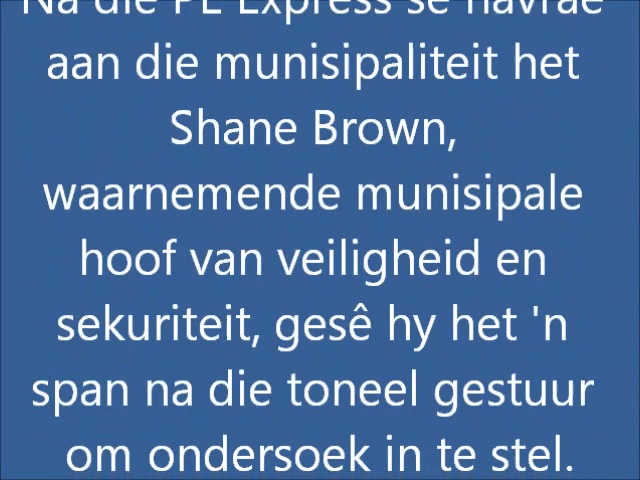 Na die PE Express se navrae
aan die munisipaliteit het
Shane Brown,
waarnemende munisipale
hoof van veiligheid en
sekuriteit, gesê hy het 'n
span na die toneel gestuur
om ondersoek in te stel.